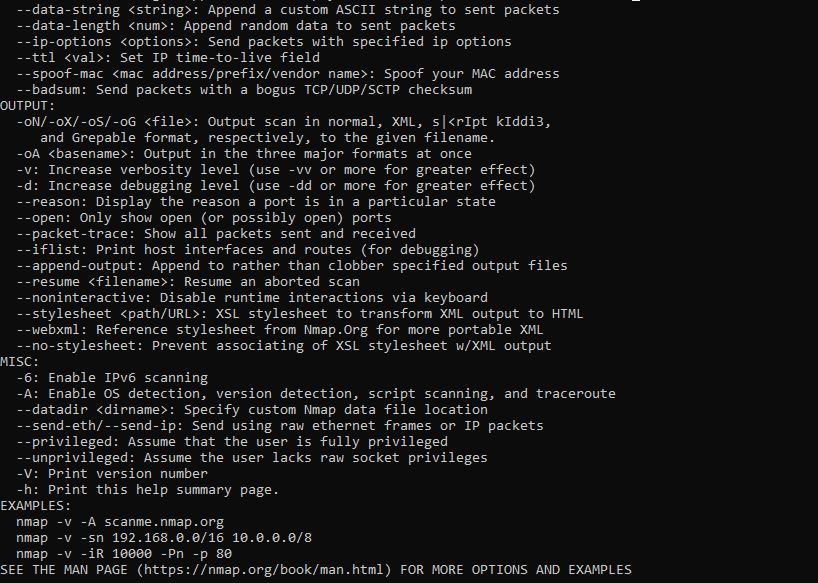 --data-string <string>: Append a custom ASCII string to sent packets
  --data-length <num>: Append random data to sent packets
  --ip-options <options>: Send packets with specified ip options
  --ttl <val>: Set IP time-to-live field
  --spoof-mac <mac address/prefix/vendor name>: Spoof your MAC address
  --badsum: Send packets with a bogus TCP/UDP/SCTP checksum
OUTPUT:
  -oN/-oX/-oS/-oG <file>: Output scan in normal, XML, s|<rIpt kIddi3,
     and Grepable format, respectively, to the given filename.
  -oA <basename>: Output in the three major formats at once
  -v: Increase verbosity level (use -vv or more for greater effect)
  -d: Increase debugging level (use -dd or more for greater effect)
  --reason: Display the reason a port is in a particular state
  --open: Only show open (or possibly open) ports
  --packet-trace: Show all packets sent and received
  --iflist: Print host interfaces and routes (for debugging)
  --append-output: Append to rather than clobber specified output files
  --resume <filename>: Resume an aborted scan
  --noninteractive: Disable runtime interactions via keyboard
  --stylesheet <path/URL>: XSL stylesheet to transform XML output to HTML
  --webxml: Reference stylesheet from Nmap.Org for more portable XML
  --no-stylesheet: Prevent associating of XSL stylesheet w/XML output
MISC:
  -6: Enable IPv6 scanning
  -A: Enable OS detection, version detection, script scanning, and traceroute
  --datadir <dirname>: Specify custom Nmap data file location
  --send-eth/--send-ip: Send using raw ethernet frames or IP packets
  --privileged: Assume that the user is fully privileged
  --unprivileged: Assume the user lacks raw socket privileges
  -V: Print version number
  -h: Print this help summary page.
EXAMPLES:
  nmap -v -A scanme.nmap.org
  nmap -v -sn 192.168.0.0/16 10.0.0.0/8
  nmap -v -iR 10000 -Pn -p 80
SEE THE MAN PAGE (https://nmap.org/book/man.html) FOR MORE OPTIONS AND EXAMPLES